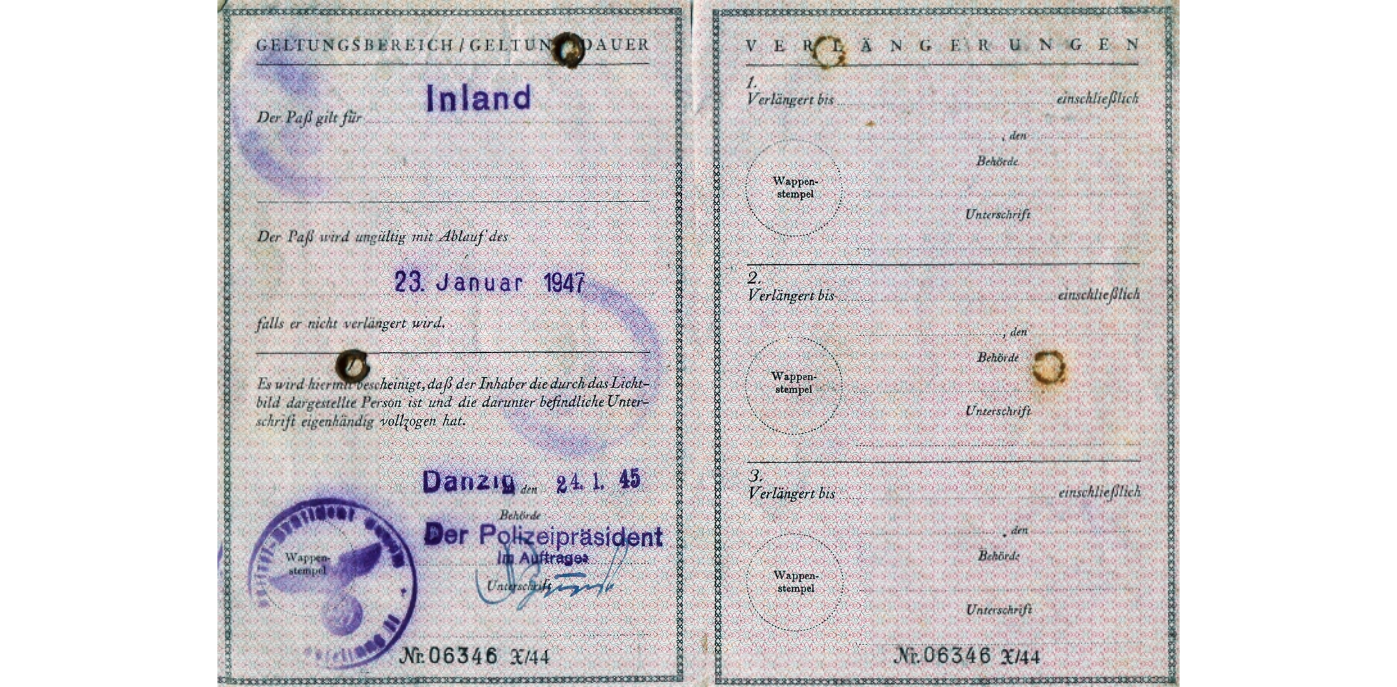 GELTUNGSBEREICH/GELTUN DAUER
Inland
Der Paß gilt für
Der Paß wird ungültig mit Ablauf des
23. Januar 1947
falls er nicht verlängert wird.
Es wird hiermit bescheinigt, daß der Inhaber die durch das Licht-
bild dargestellte Person ist und die darunter befindliche Unter-
schrift eigenhändig vollzogen hat.
Danzig den 24. 1. 45
Behörde
Der Polizeipräsident
Im Auftrage:
Wappen-
stempel
Unterschrift
Nr. 06346 X/44
VERLÄNGERUNGEN
1.
Verlängert bis einschließlich
, den
Behörde
Wappen-
stempel
Unterschrift
2.
Verlängert bis einschließlich
, den
Behörde
Wappen-
stempel
Unterschrift
3.
Verlängert bis einschließlich
, den
Behörde
Wappen-
stempel
Unterschrift
Nr. 06346 X/44